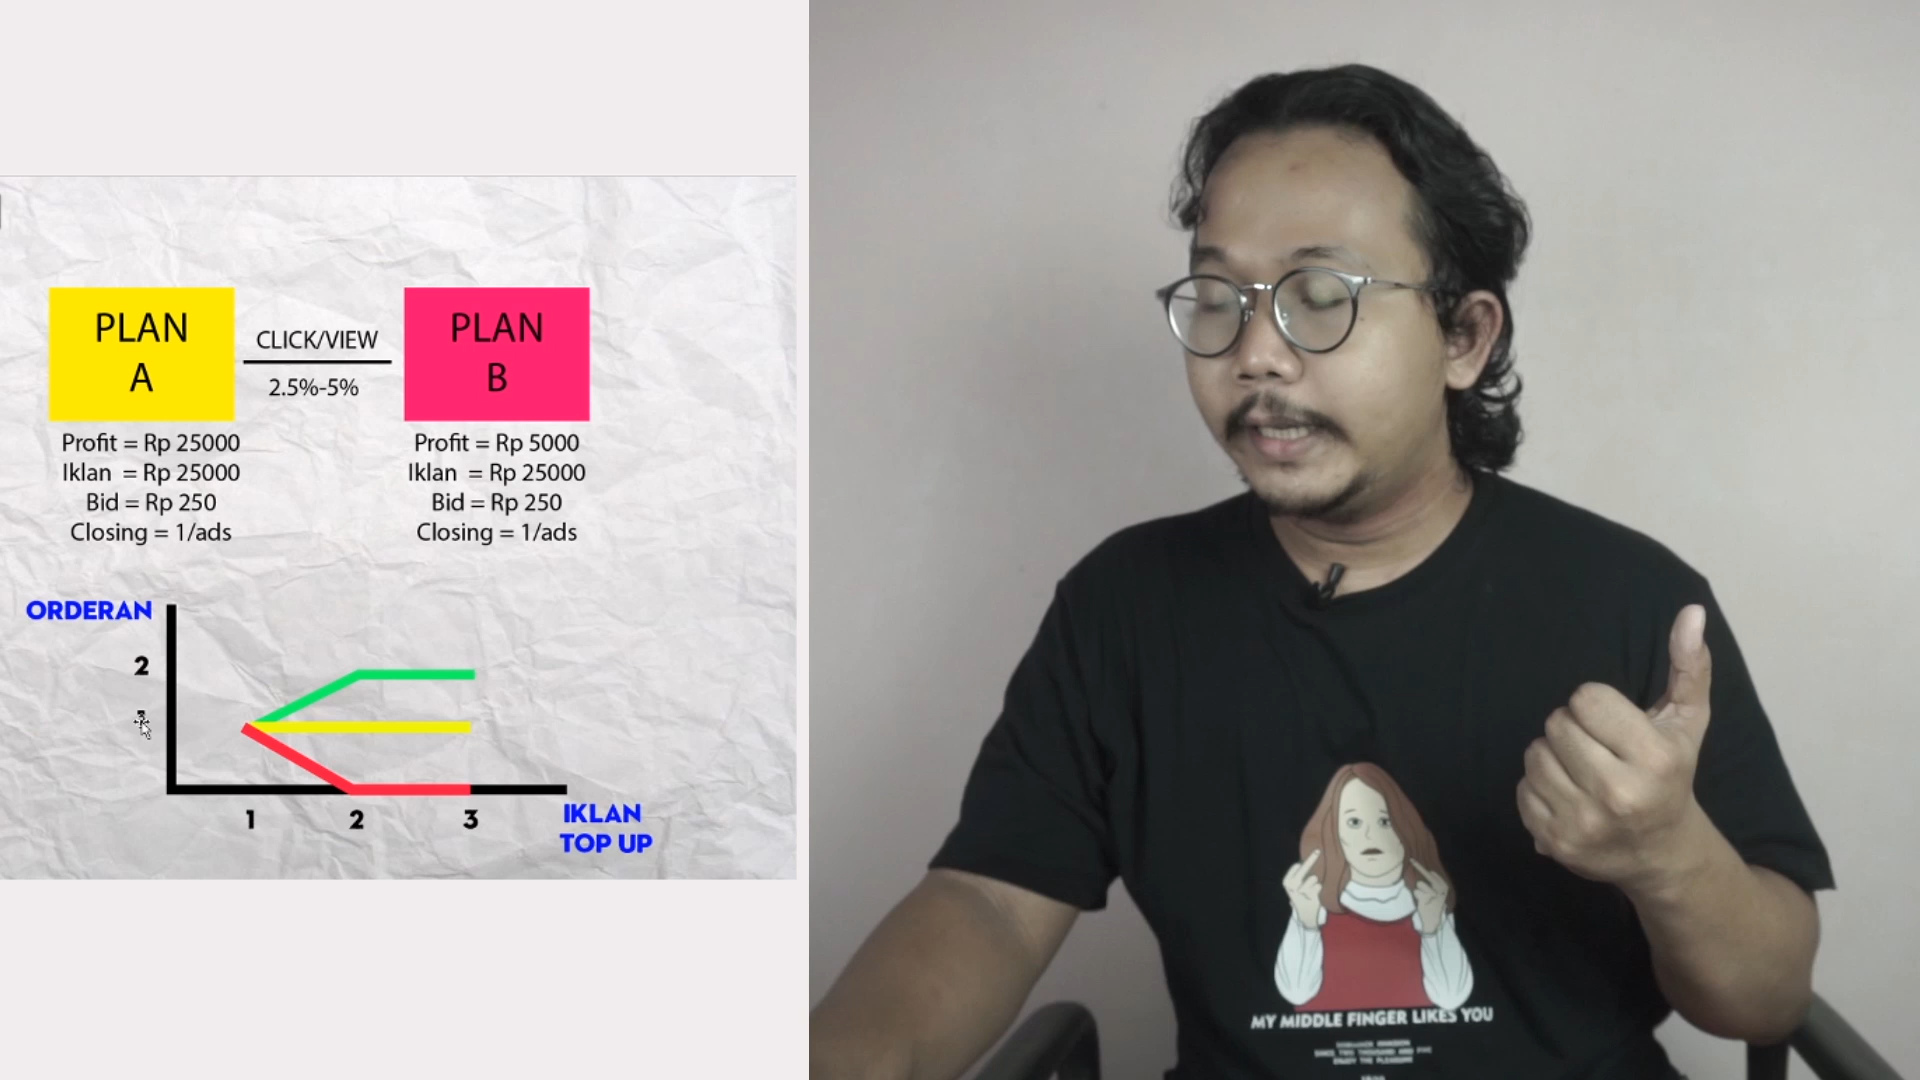 PLAN
A
CLICK/VIEW
2.5%-5%
PLAN
B
Profit = Rp 25000
Iklan = Rp 25000
Bid = Rp 250
Closing = 1/ads
Profit = Rp 5000
Iklan = Rp 25000
Bid = Rp 250
Closing = 1/ads
ORDERAN
2
1 2 3
IKLAN
TOP UP
MY MIDDLE FINGER LIKES YOU